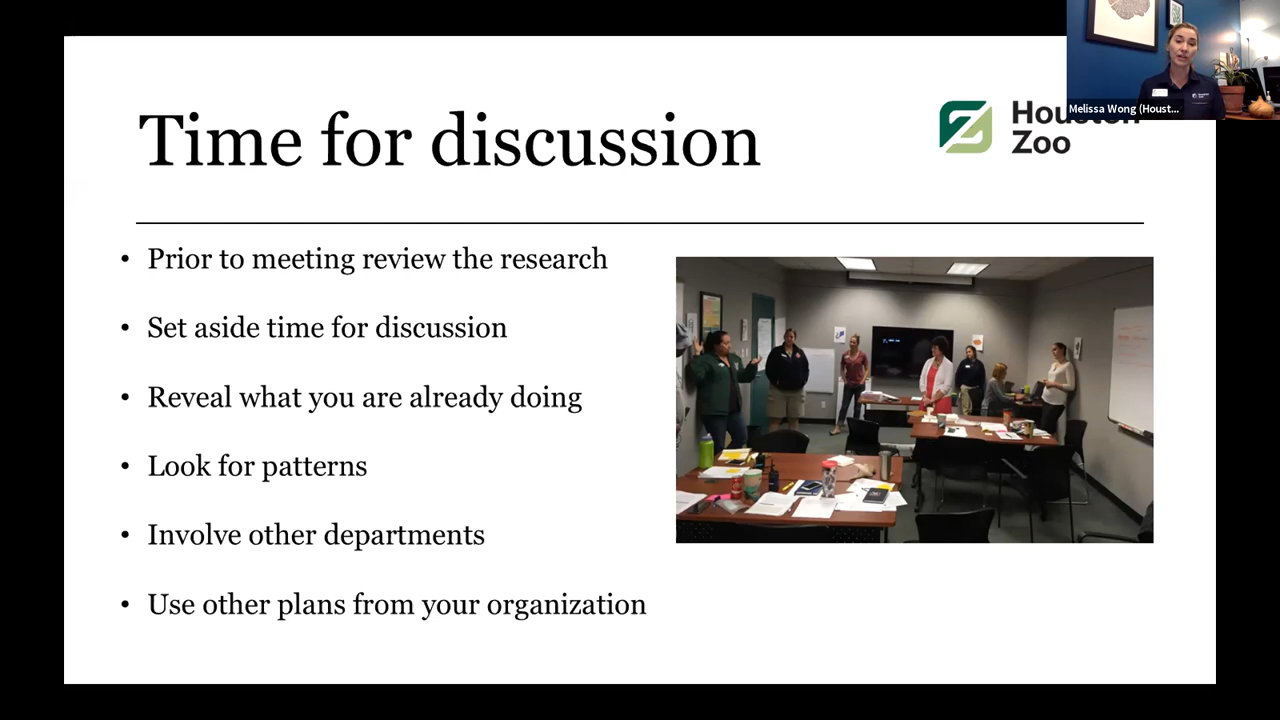 Time for discussion
Zoo
Melissa Wong (Houst...
• Prior to meeting review the research
• Set aside time for discussion
• Reveal what you are already doing
• Look for patterns
• Involve other departments
• Use other plans from your organization